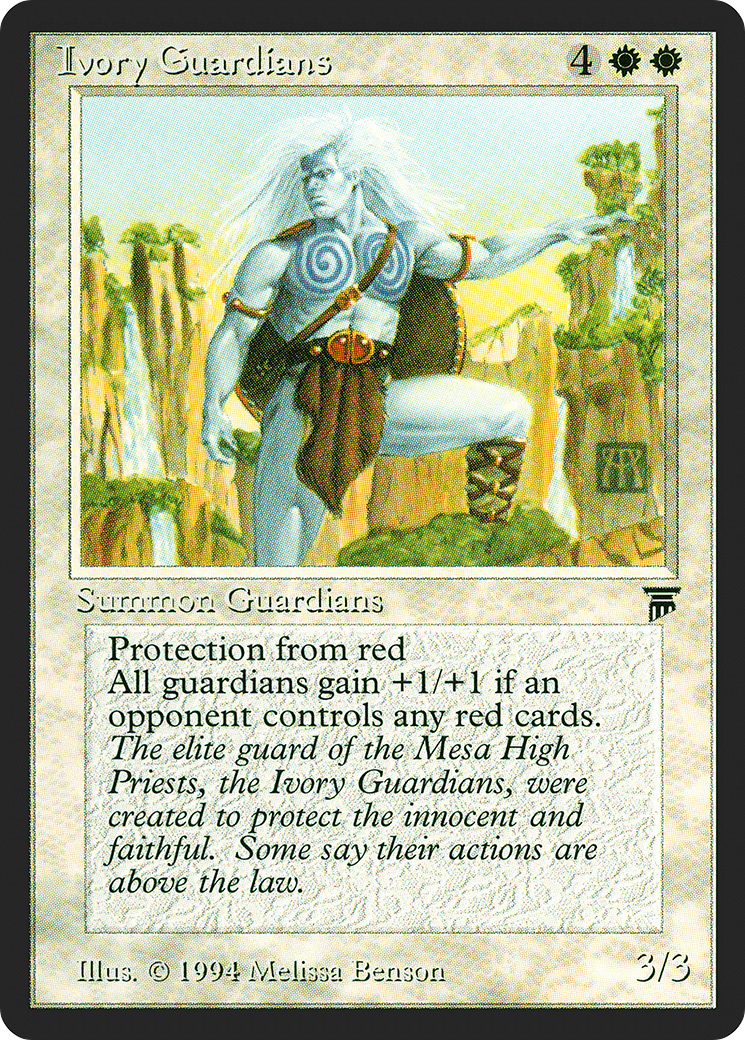 Ivory Guardians 4
Summon Guardians
Protection from red
All guardians gain +1/+1 if an
opponent controls any red cards.
The elite guard of the Mesa High
Priests, the Ivory Guardians, were
created to protect the innocent and
faithful. Some say their actions are
above the law.
Illus. © 1994 Melissa Benson 3/3